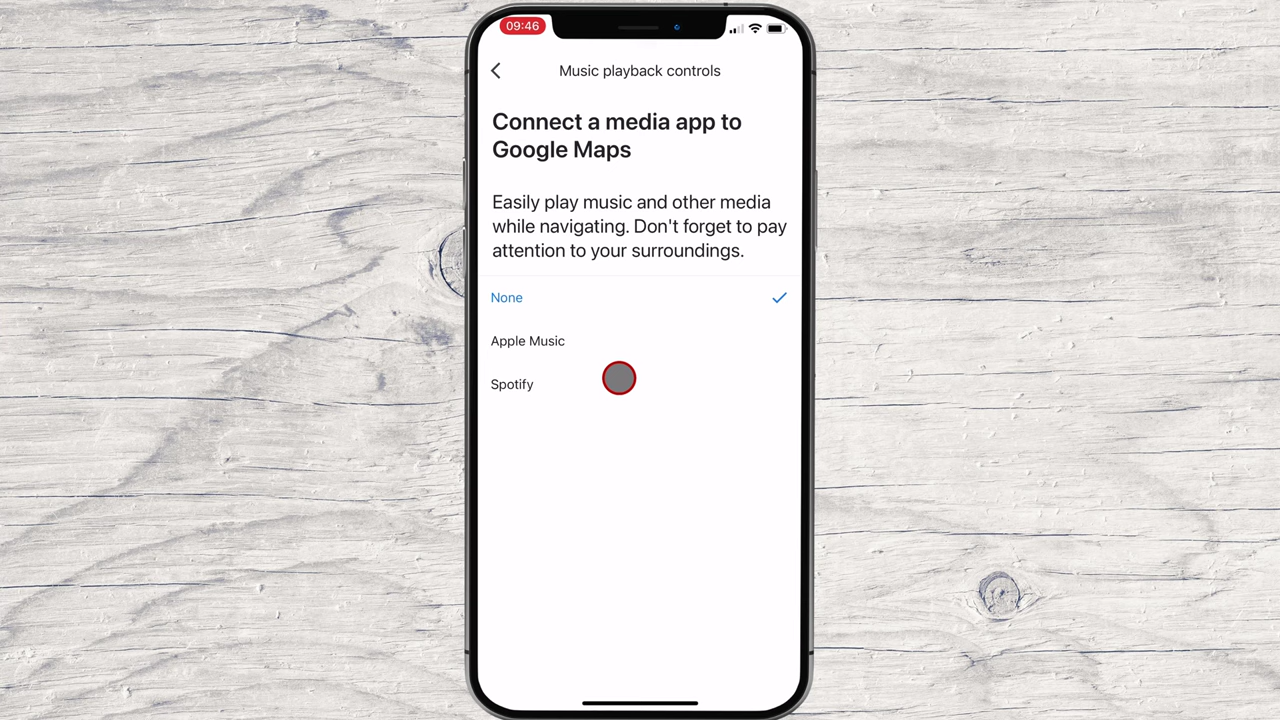 09:46
Music playback controls
Connect a media app to
Google Maps
Easily play music and other media
while navigating. Don't forget to pay
attention to your surroundings.
None
Apple Music
Spotify